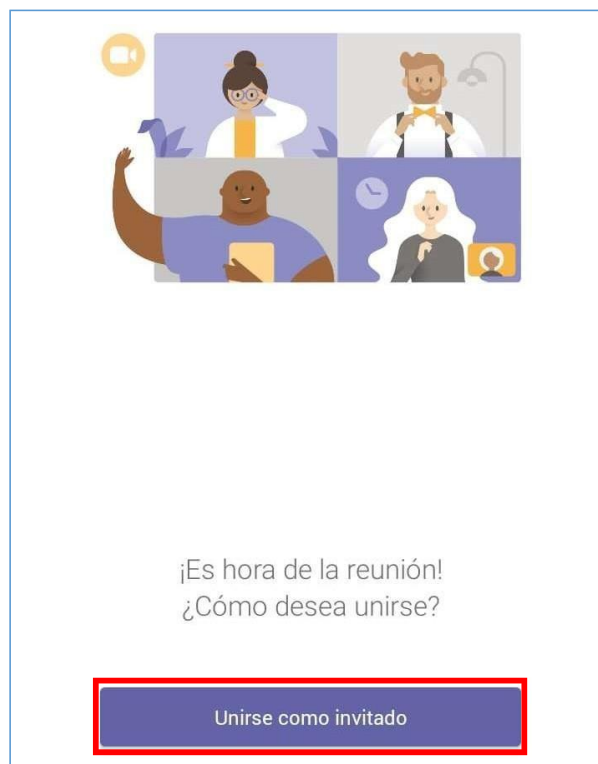 ¡Es hora de la reunión!
¿Cómo desea unirse?
Unirse como invitado